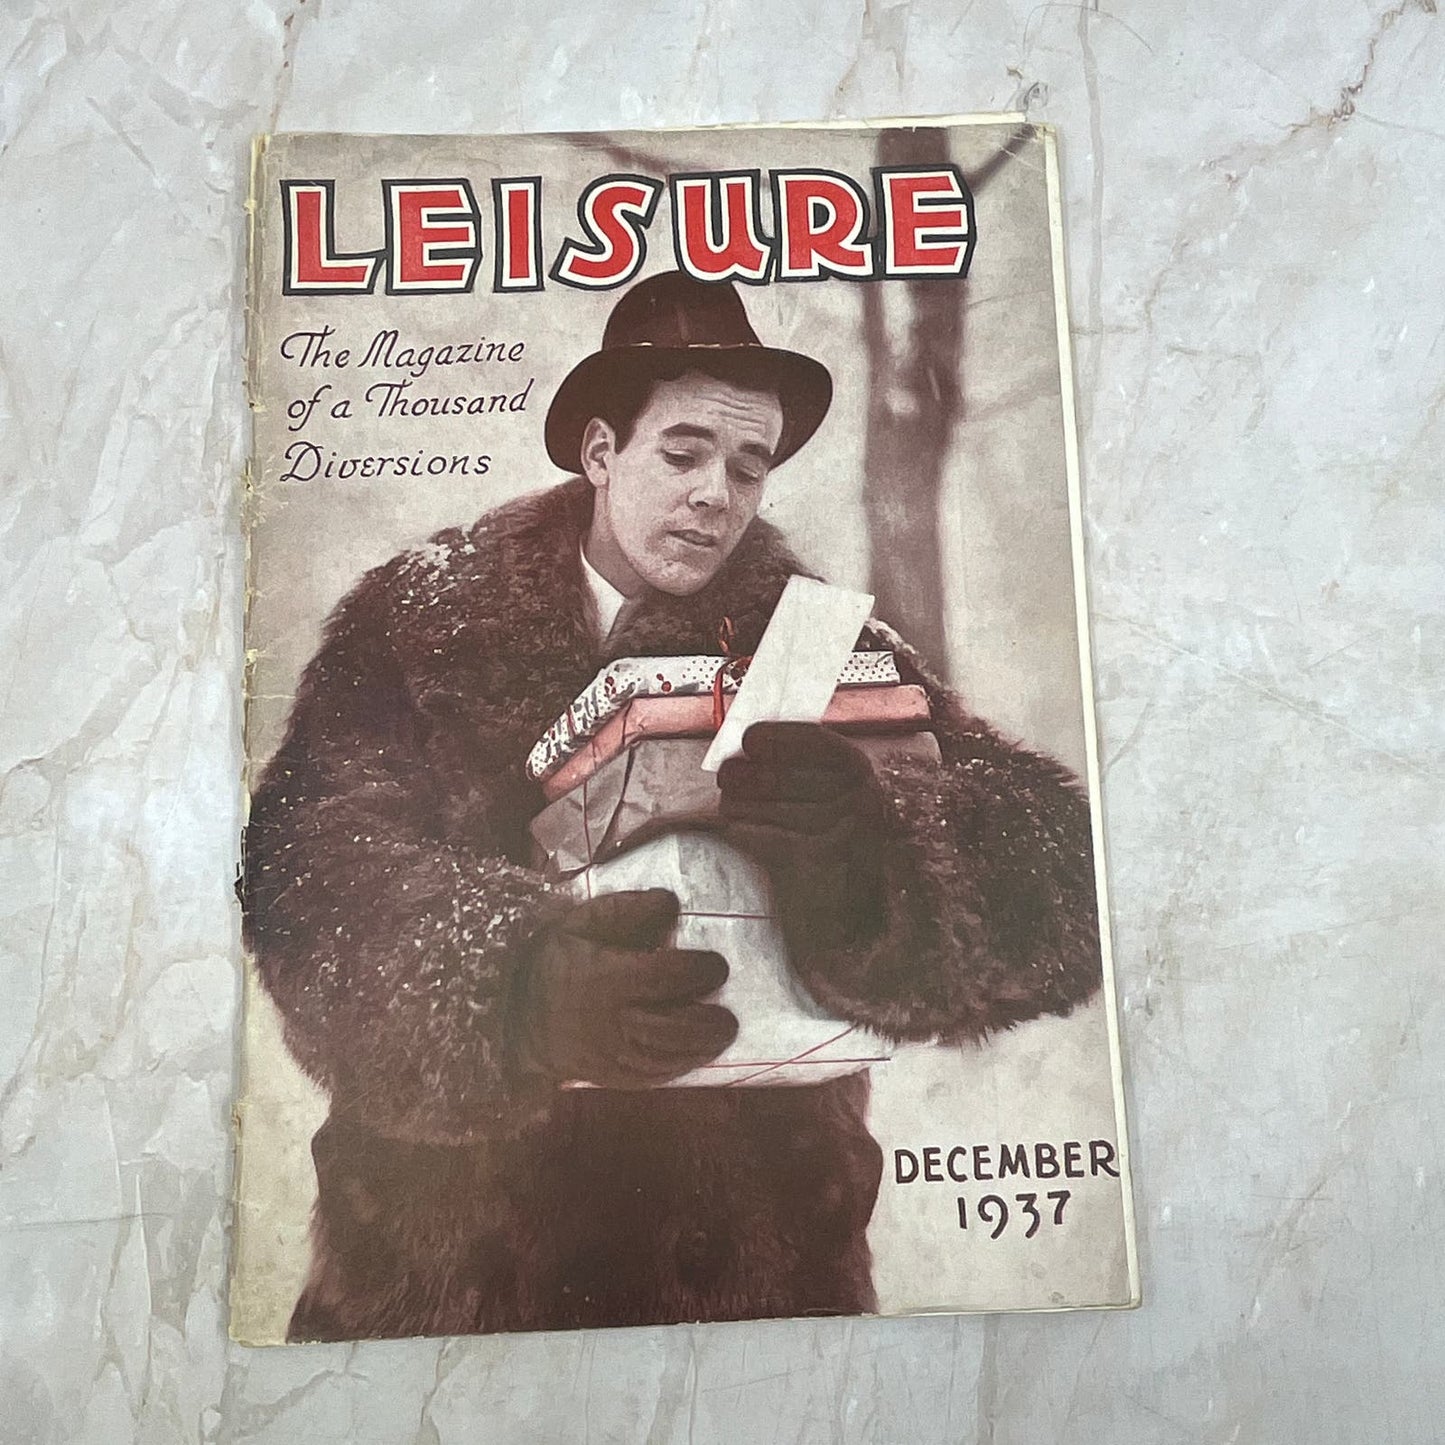 LEISURE
The Magazine
of a Thousand
Diversions
DECEMBER
1937